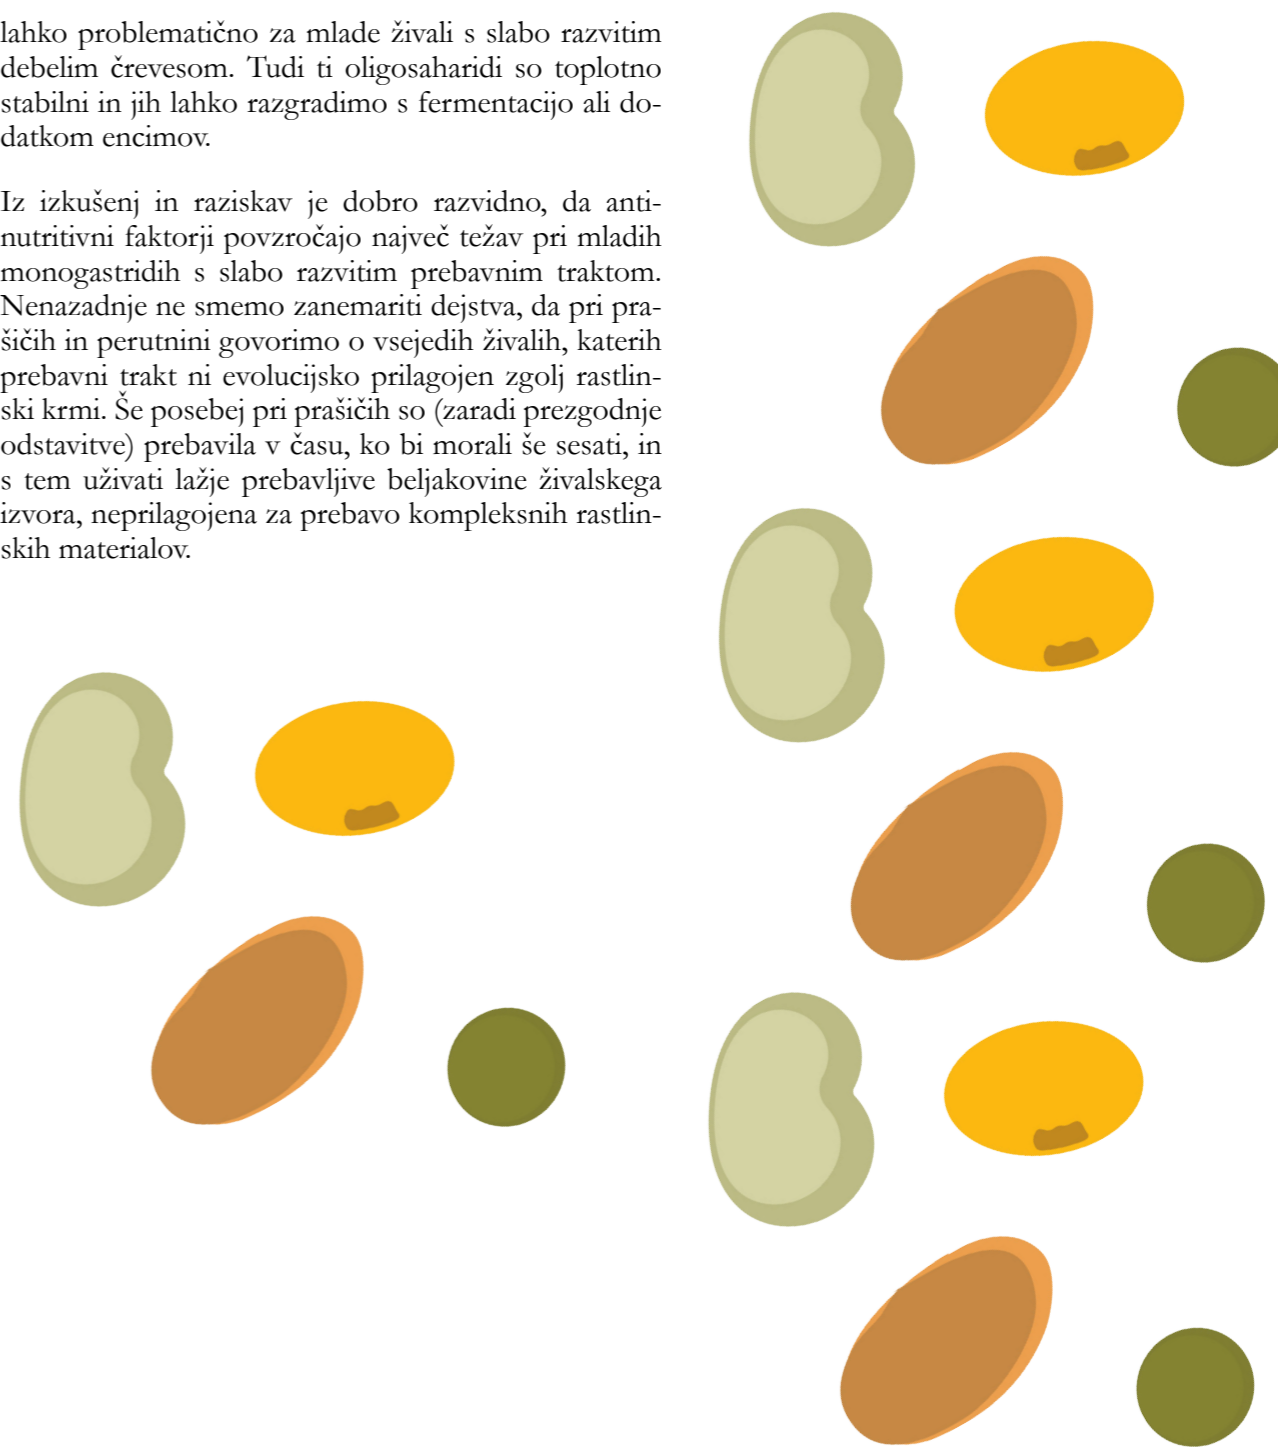 lahko problematično za mlade živali s slabo razvitim
debelim črevesom. Tudi ti oligosaharidi so toplotno
stabilni in jih lahko razgradimo s fermentacijo ali do-
datkom encimov.
Iz izkušenj in raziskav je dobro razvidno, da anti-
nutritivni faktorji povzročajo največ težav pri mladih
monogastridih s slabo razvitim prebavnim traktom.
Nenazadnje ne smemo zanemariti dejstva, da pri pra-
šičih in perutnini govorimo o vsejedih živalih, katerih
prebavni trakt ni evolucijsko prilagojen zgolj rastlin-
ski krmi. Še posebej pri prašičih so (zaradi prezgodnje
odstavitve) prebavila v času, ko bi morali še sesati, in
s tem uživati lažje prebavljive beljakovine živalskega
izvora, neprilagojena za prebavo kompleksnih rastlin-
skih materialov.